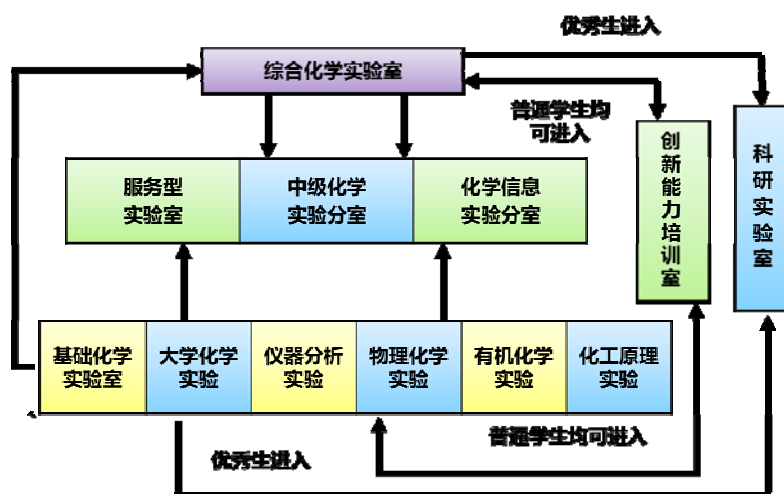 优秀生进入
综合化学实验室
普通学生均
可进入
创新能力培训室
科研实验室
服务型
实验室
中级化学
实验分室
化学信息
实验分室
基础化学
实验室
大学化学
实验
仪器分析
实验
物理化学
实验
有机化学
实验
化工原理
实验
普通学生均可进入
优秀生进入